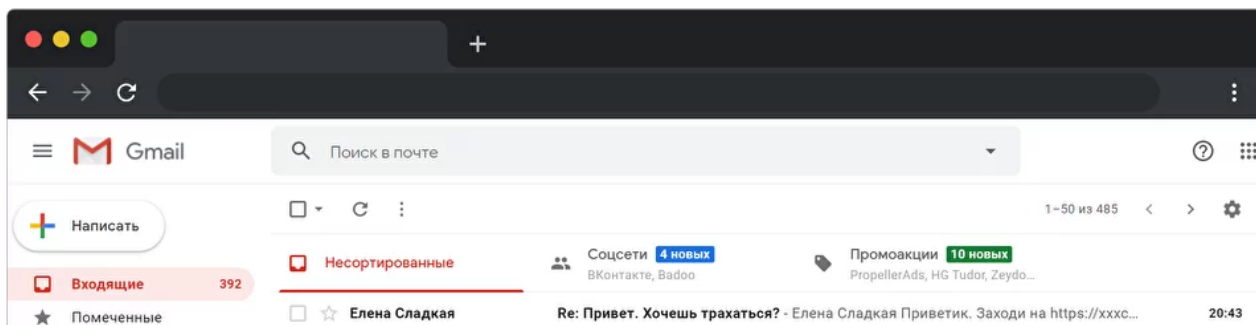 Gmail
Поиск в почте
Написать
1–50 из 485
Несортированные
Соцсети 4 новых
ВКонтакте, Badoo
Промоакции 10 новых
PropellerAds, HG Tudor, Zeydo...
Входящие 392
Помеченные
Елена Сладкая Re: Привет. Хочешь трахаться? - Елена Сладкая Приветик. Заходи на https://xxxc... 20:43